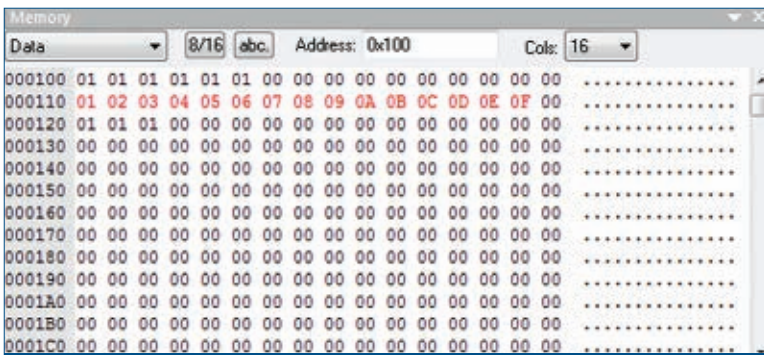 Memory
Data 8/16 abc. Address: 0x100 Cols: 16
000100 01 01 01 01 01 01 00 00 00 00 00 00 00 00 00 00 ................
000110 01 02 03 04 05 06 07 08 09 0A 0B 0C 0D 0E 0F 00 ................
000120 01 01 01 00 00 00 00 00 00 00 00 00 00 00 00 00 ................
000130 00 00 00 00 00 00 00 00 00 00 00 00 00 00 00 00 ................
000140 00 00 00 00 00 00 00 00 00 00 00 00 00 00 00 00 ................
000150 00 00 00 00 00 00 00 00 00 00 00 00 00 00 00 00 ................
000160 00 00 00 00 00 00 00 00 00 00 00 00 00 00 00 00 ................
000170 00 00 00 00 00 00 00 00 00 00 00 00 00 00 00 00 ................
000180 00 00 00 00 00 00 00 00 00 00 00 00 00 00 00 00 ................
000190 00 00 00 00 00 00 00 00 00 00 00 00 00 00 00 00 ................
0001A0 00 00 00 00 00 00 00 00 00 00 00 00 00 00 00 00 ................
0001B0 00 00 00 00 00 00 00 00 00 00 00 00 00 00 00 00 ................
0001C0 00 00 00 00 00 00 00 00 00 00 00 00 00 00 00 00 ................